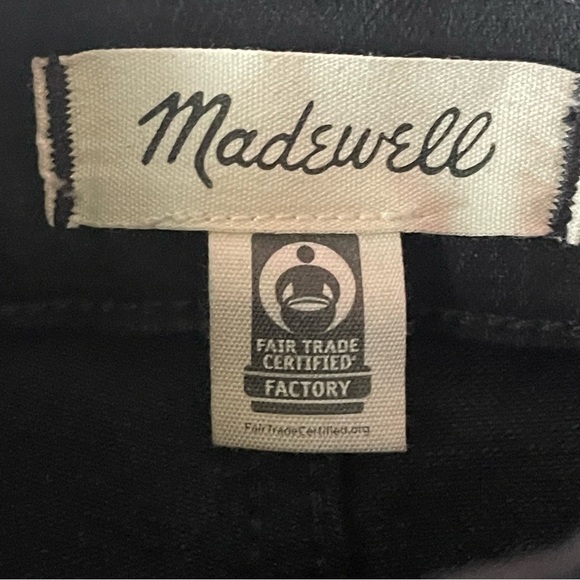 Madewell
FAIR TRADE
CERTIFIED
FACTORY
FairTradeCertified.org